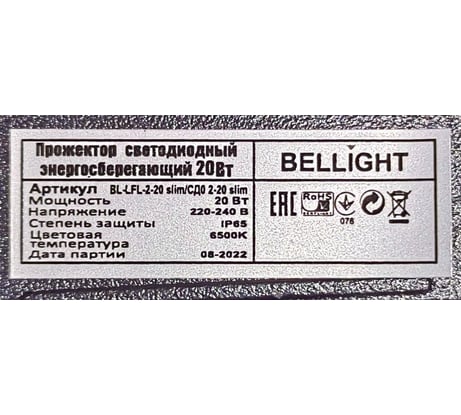 Прожектор светодиодный
энергосберегающий 20Вт
Артикул BL-LFL-2-20 slim/СДО 2-20 slim
Мощность 20 Вт
Напряжение 220-240 В
Степень защиты IP65
Цветовая температура 6500K
Дата партии 08-2022
BELLIGHT
EAC RoHS 076